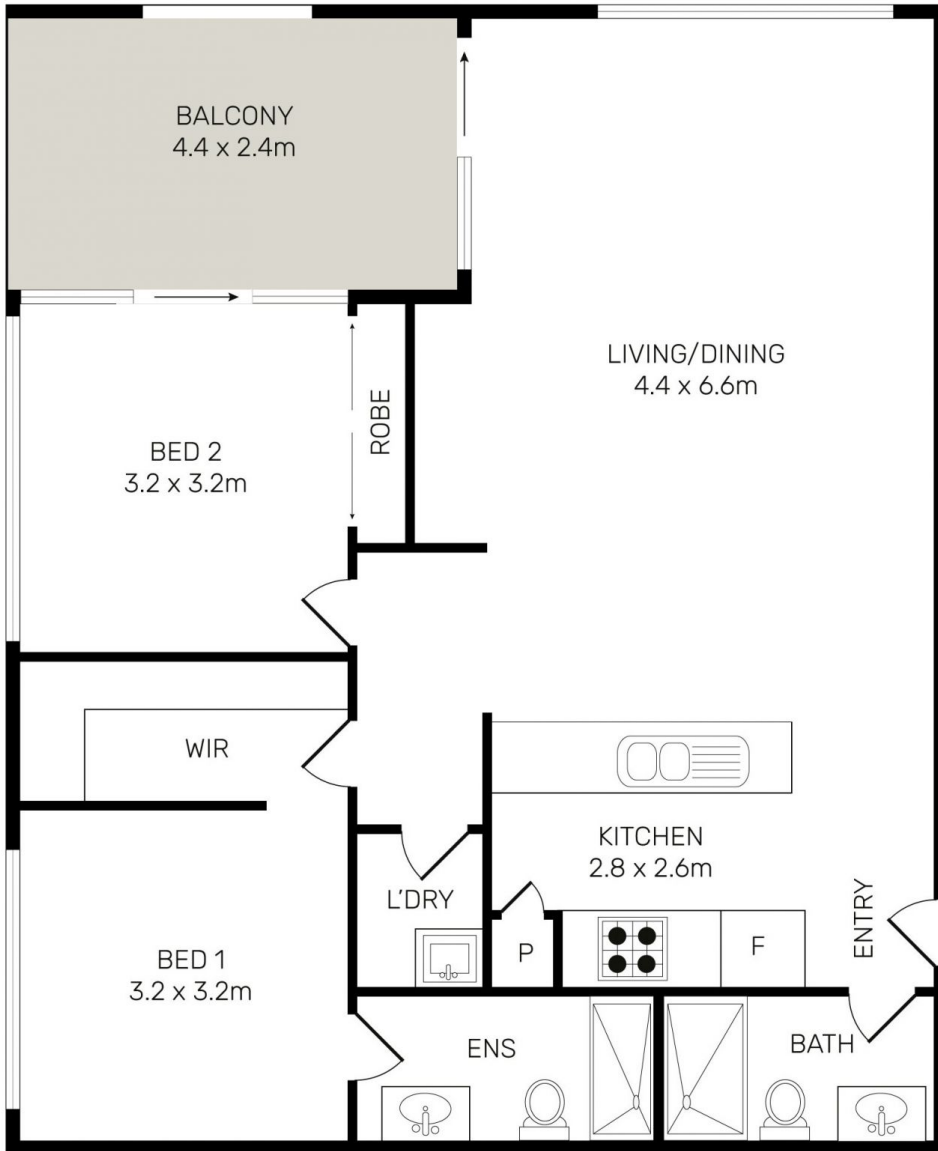 BALCONY
4.4 x 2.4m
LIVING/DINING
4.4 x 6.6m
ROBE
BED 2
3.2 x 3.2m
WIR
KITCHEN
2.8 x 2.6m
L'DRY
ENTRY
P
F
BED 1
3.2 x 3.2m
ENS
BATH